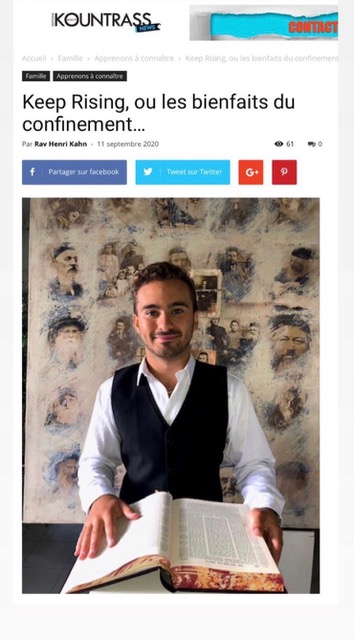 KOUNTRASS
NEWS
CONTACT
Accueil › Famille › Apprenons à connaître › Keep Rising, ou les bienfaits du confinement
Famille
Apprenons à connaître
Keep Rising, ou les bienfaits du
confinement…
Par Rav Henri Kahn - 11 septembre 2020
61
0
Partager sur facebook
Tweet sur Twitter
G+